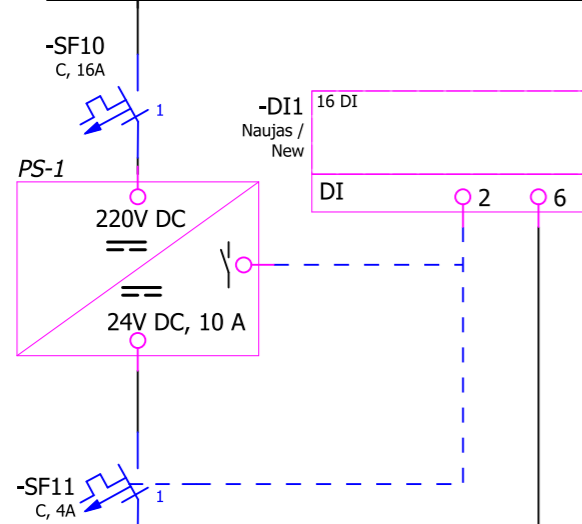 -SF10
C, 16A
1
-DI1
Naujas /
New
16 DI
DI
2
6
PS-1
220V DC
24V DC, 10 A
-SF11
C, 4A
1